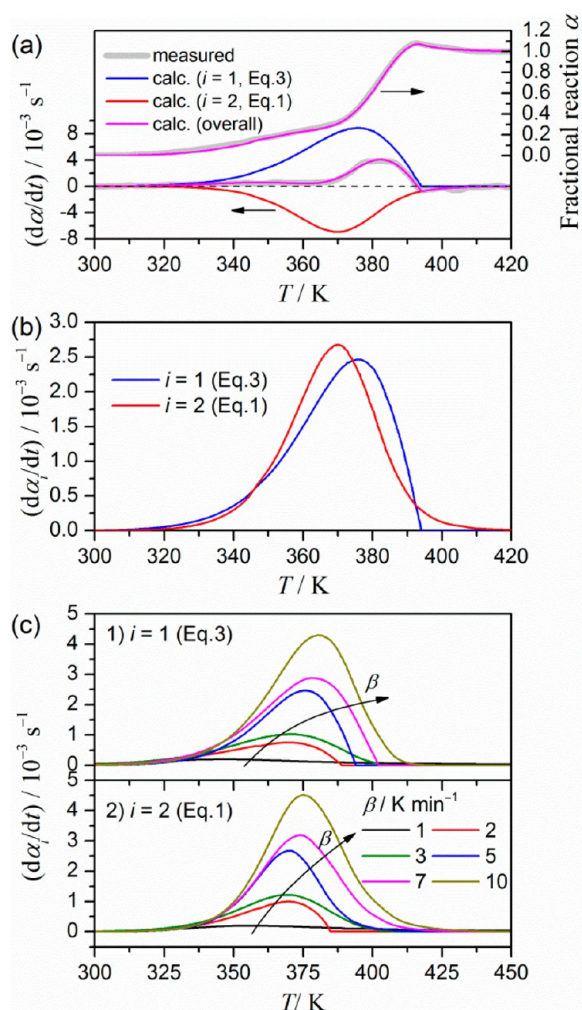 (a)
measured
calc. (i = 1, Eq.3)
calc. (i = 2, Eq.1)
calc. (overall)
(dα/dt) / 10⁻³ s⁻¹
8
4
0
-4
-8
1.2
1.0
0.8
0.6
0.4
0.2
0.0
Fractional reaction α
300 320 340 360 380 400 420
T / K
(b)
i = 1 (Eq.3)
i = 2 (Eq.1)
(dαᵢ/dt) / 10⁻³ s⁻¹
3.0
2.5
2.0
1.5
1.0
0.5
0.0
300 320 340 360 380 400 420
T / K
(c)
1) i = 1 (Eq.3)
β
5
4
3
2
1
0
(dαᵢ/dt) / 10⁻³ s⁻¹
2) i = 2 (Eq.1)
β
β / K min⁻¹
1 2
3 5
7 10
5
4
3
2
1
0
300 325 350 375 400 425 450
T/ K